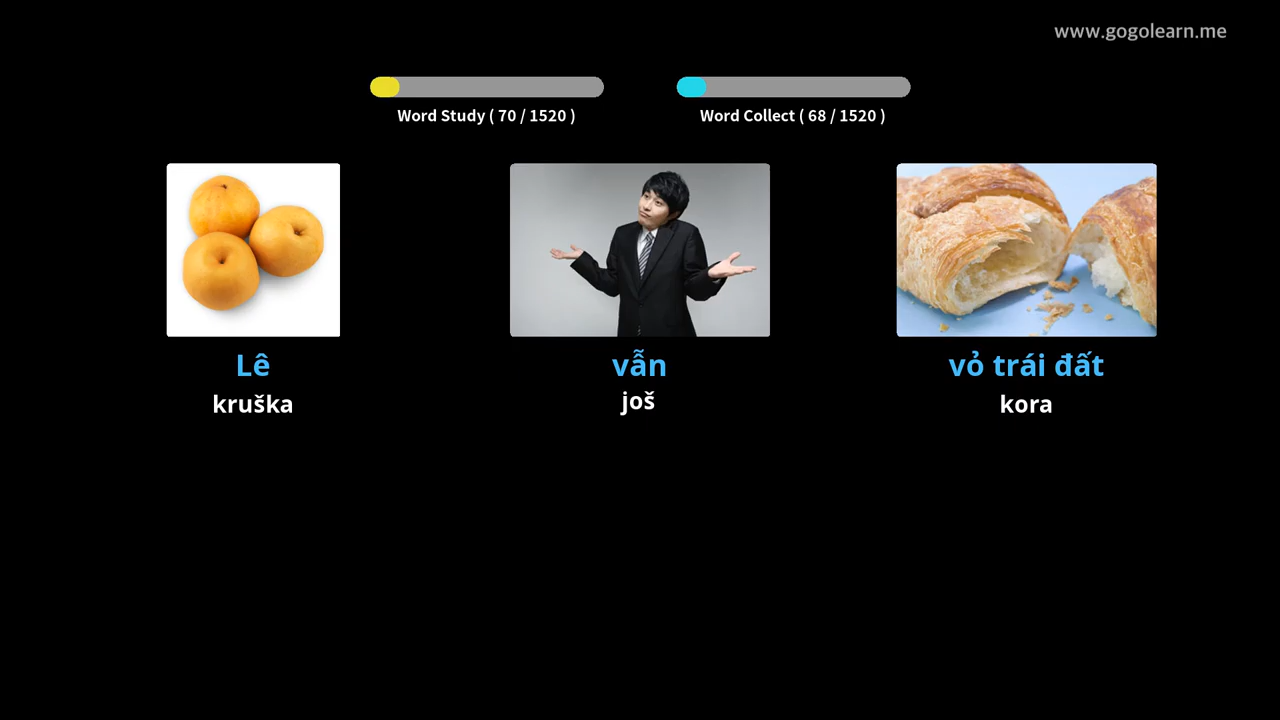 www.gogolearn.me
Word Study ( 70 / 1520 )
Word Collect ( 68 / 1520 )
Lê
kruška
vẫn
još
vỏ trái đất
kora